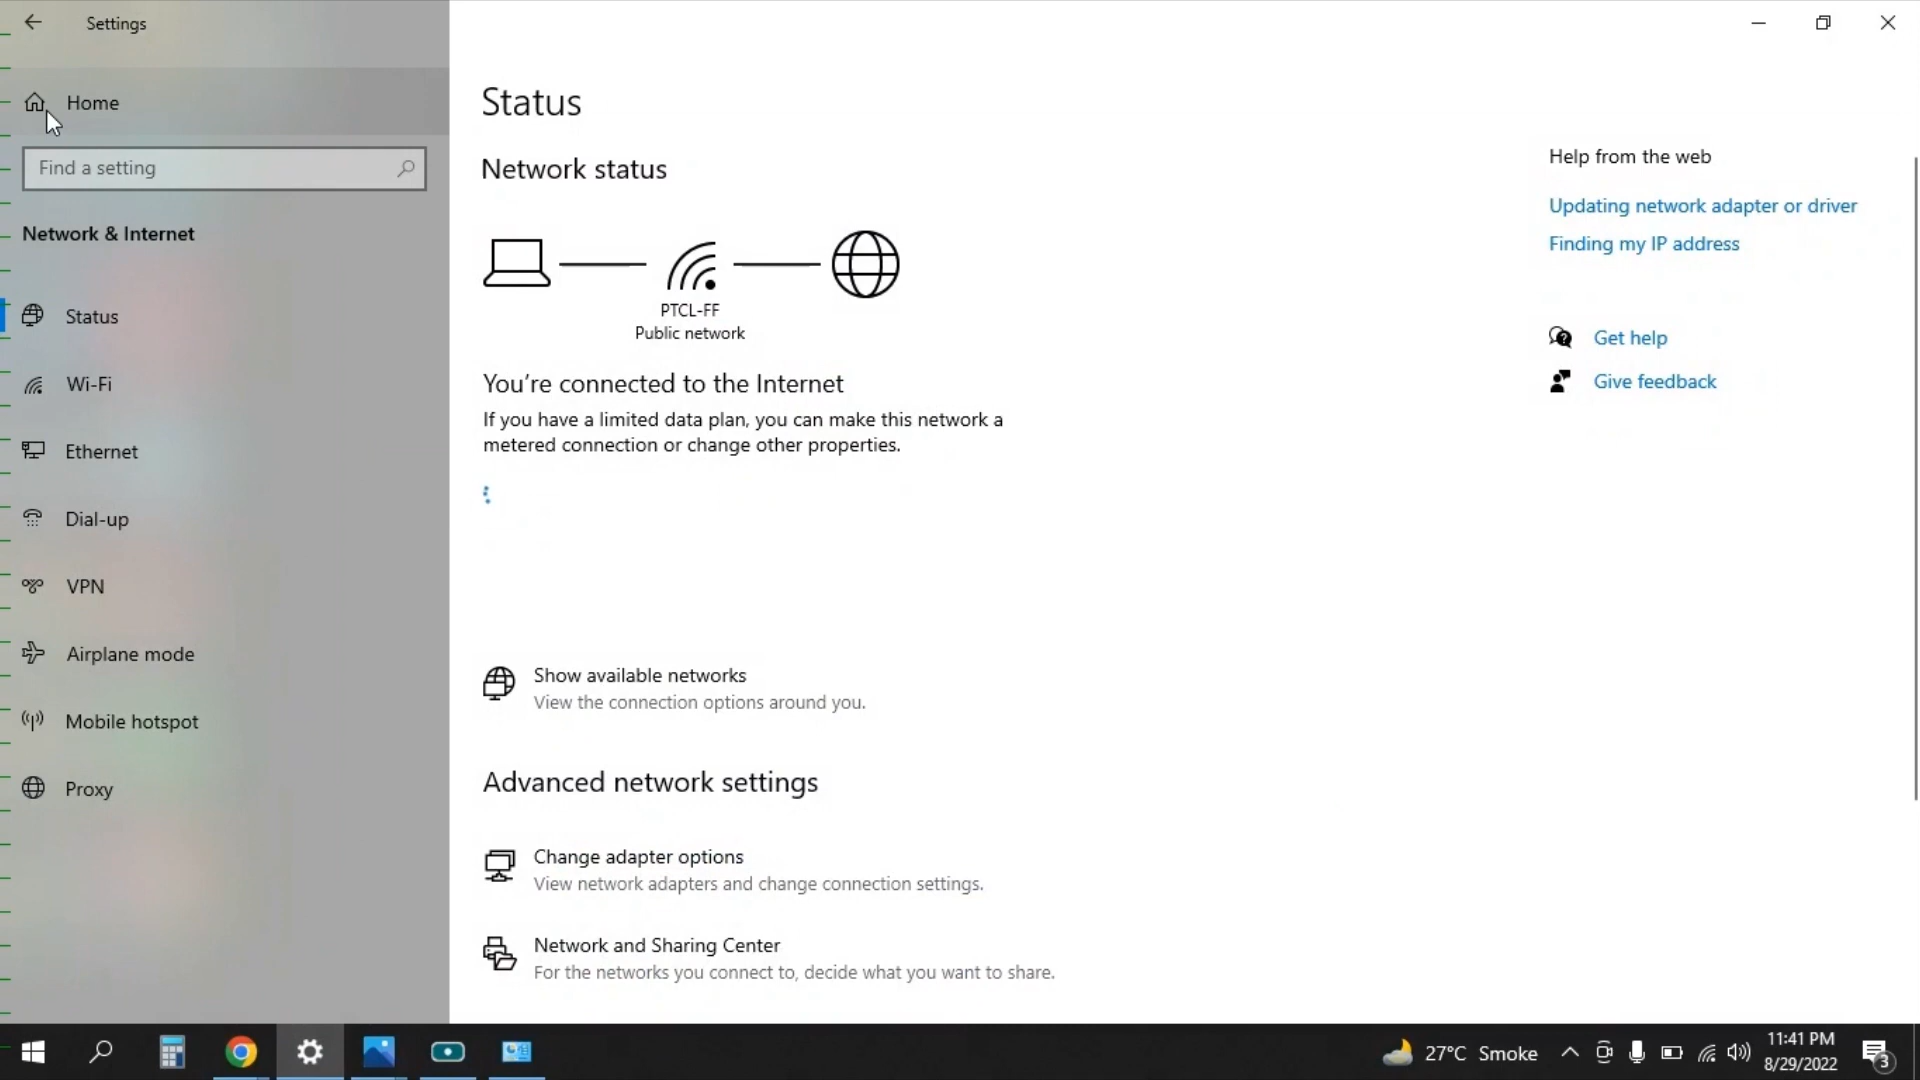 Settings
Home
Find a setting
Network & Internet
Status
Wi-Fi
Ethernet
Dial-up
VPN
Airplane mode
Mobile hotspot
Proxy
Status
Network status
PTCL-FF
Public network
You're connected to the Internet
If you have a limited data plan, you can make this network a
metered connection or change other properties.
Show available networks
View the connection options around you.
Advanced network settings
Change adapter options
View network adapters and change connection settings.
Network and Sharing Center
For the networks you connect to, decide what you want to share.
Help from the web
Updating network adapter or driver
Finding my IP address
Get help
Give feedback
27°C Smoke
11:41 PM
8/29/2022
3